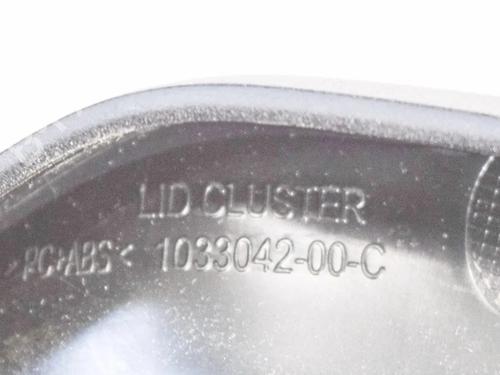 LID CLUSTER
>PC+ABS< 1033042-00-C